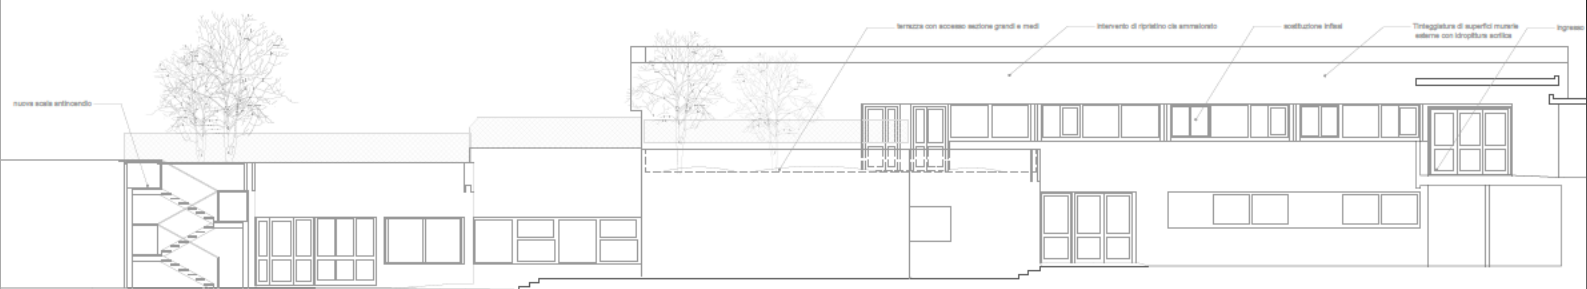 terrazza con accesso sezione grandi e medi
intervento di ripristino cls ammalorato
sostituzione infissi
Tinteggiatura di superfici murarie
esterne con idropitture acrilica
ingresso
nuova scala antincendio